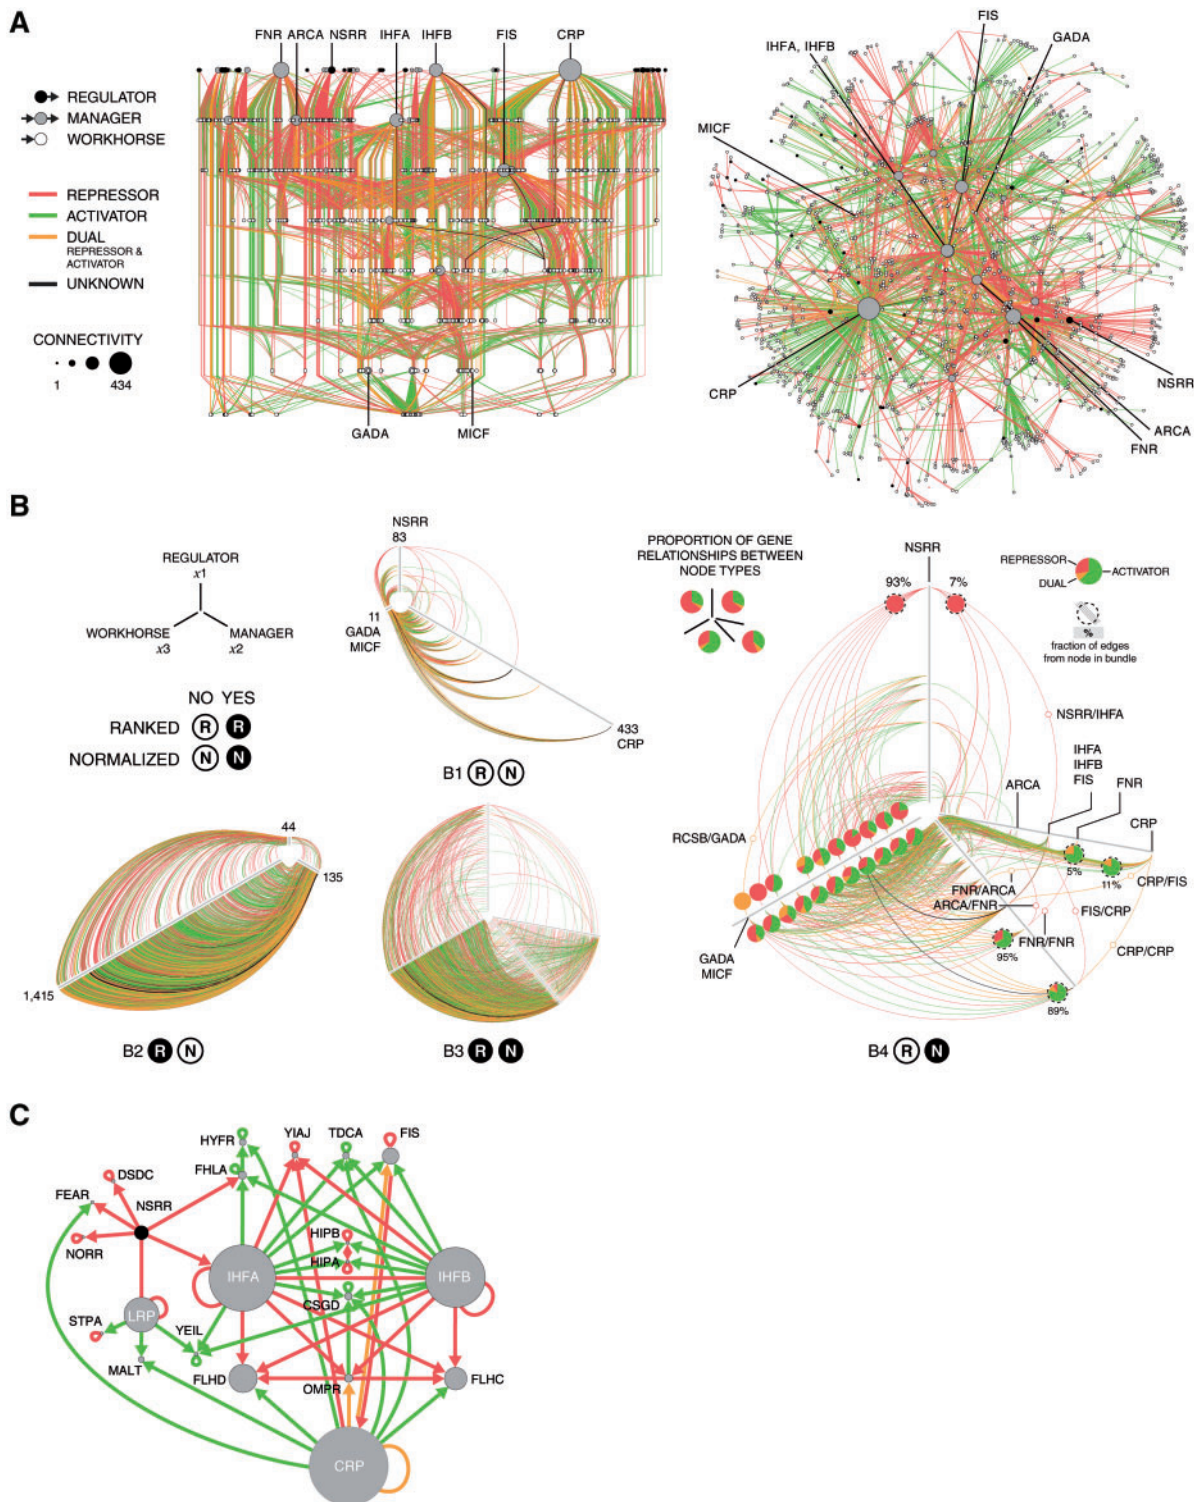 A
FNR
ARCA
NSRR
IHFA
IHFB
FIS
CRP
REGULATOR
MANAGER
WORKHORSE
REPRESSOR
ACTIVATOR
DUAL
REPRESSOR &
ACTIVATOR
UNKNOWN
CONNECTIVITY
1
434
GADA
MICF
FIS
GADA
IHFA, IHFB
MICF
CRP
NSRR
ARCA
FNR
B
REGULATOR
x1
WORKHORSE
x3
MANAGER
x2
NO YES
RANKED R R
NORMALIZED N N
NSRR
83
11
GADA
MICF
433
CRP
B1 R N
44
135
1,415
B2 R N
B3 R N
PROPORTION OF GENE
RELATIONSHIPS BETWEEN
NODE TYPES
NSRR
93%
7%
REPRESSOR
ACTIVATOR
DUAL
%
fraction of edges
from node in bundle
NSRR/IHFA
IHFA
IHFB
FIS
ARCA
FNR
CRP
RCSB/GADA
5%
11%
CRP/FIS
FNR/ARCA
ARCA/FNR
FIS/CRP
FNR/FNR
CRP/CRP
95%
89%
GADA
MICF
B4 R N
C
HYFR
YIAJ
TDCA
FIS
FHLA
DSDC
FEAR
NSRR
NORR
HIPB
HIPA
IHFA
IHFB
CSGD
LRP
STPA
YEIL
MALT
FLHD
OMPR
FLHC
CRP